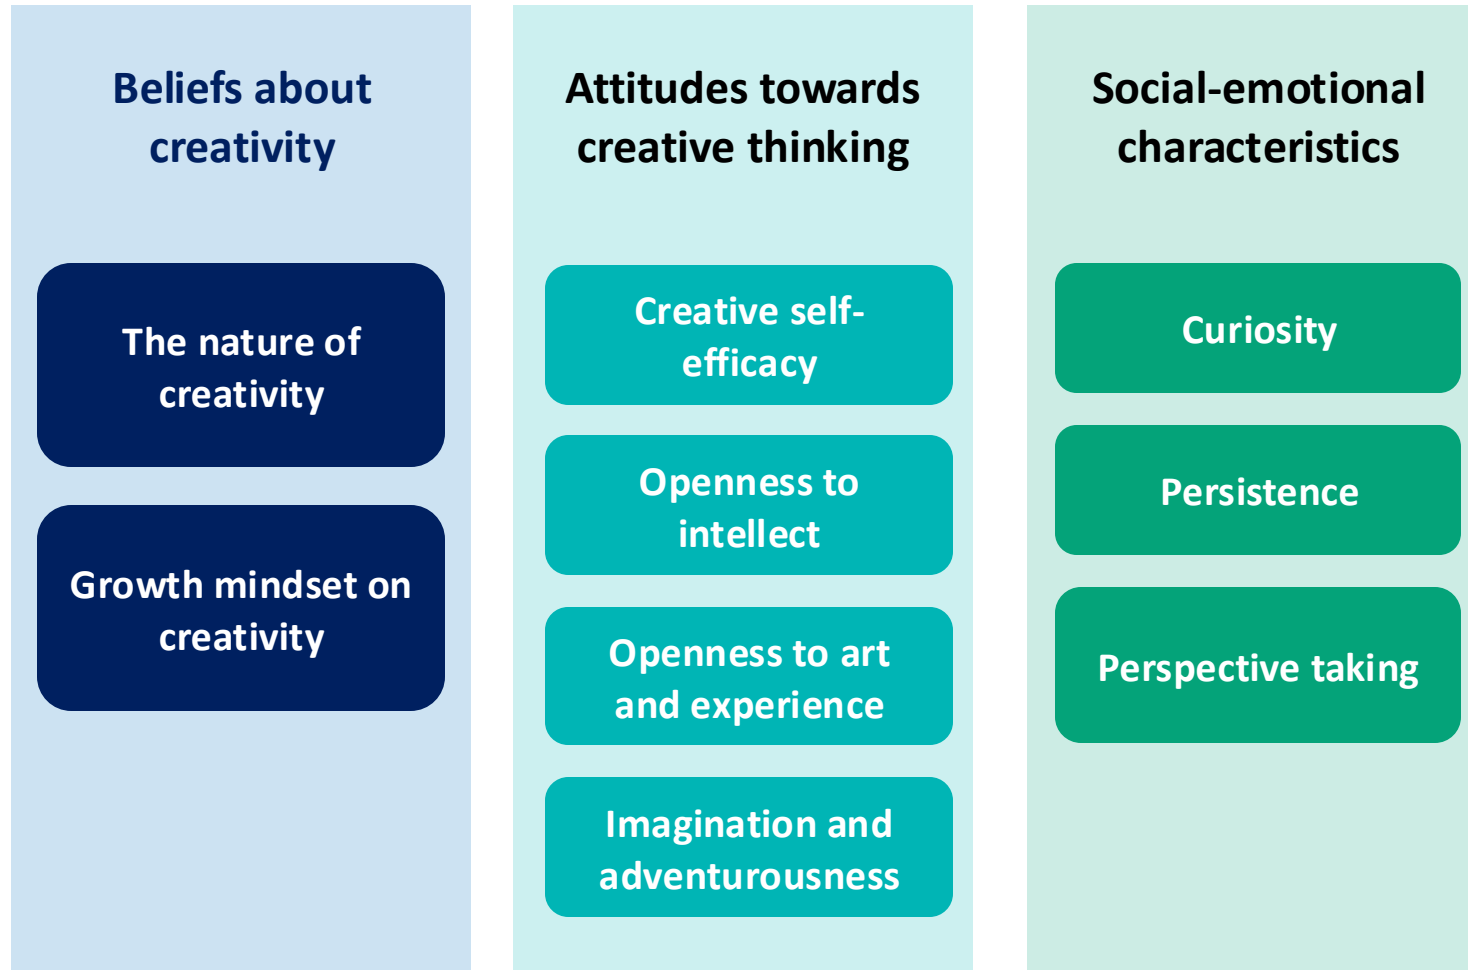 Beliefs about
creativity
The nature of
creativity
Growth mindset on
creativity
Attitudes towards
creative thinking
Creative self-
efficacy
Openness to
intellect
Openness to art
and experience
Imagination and
adventurousness
Social-emotional
characteristics
Curiosity
Persistence
Perspective taking